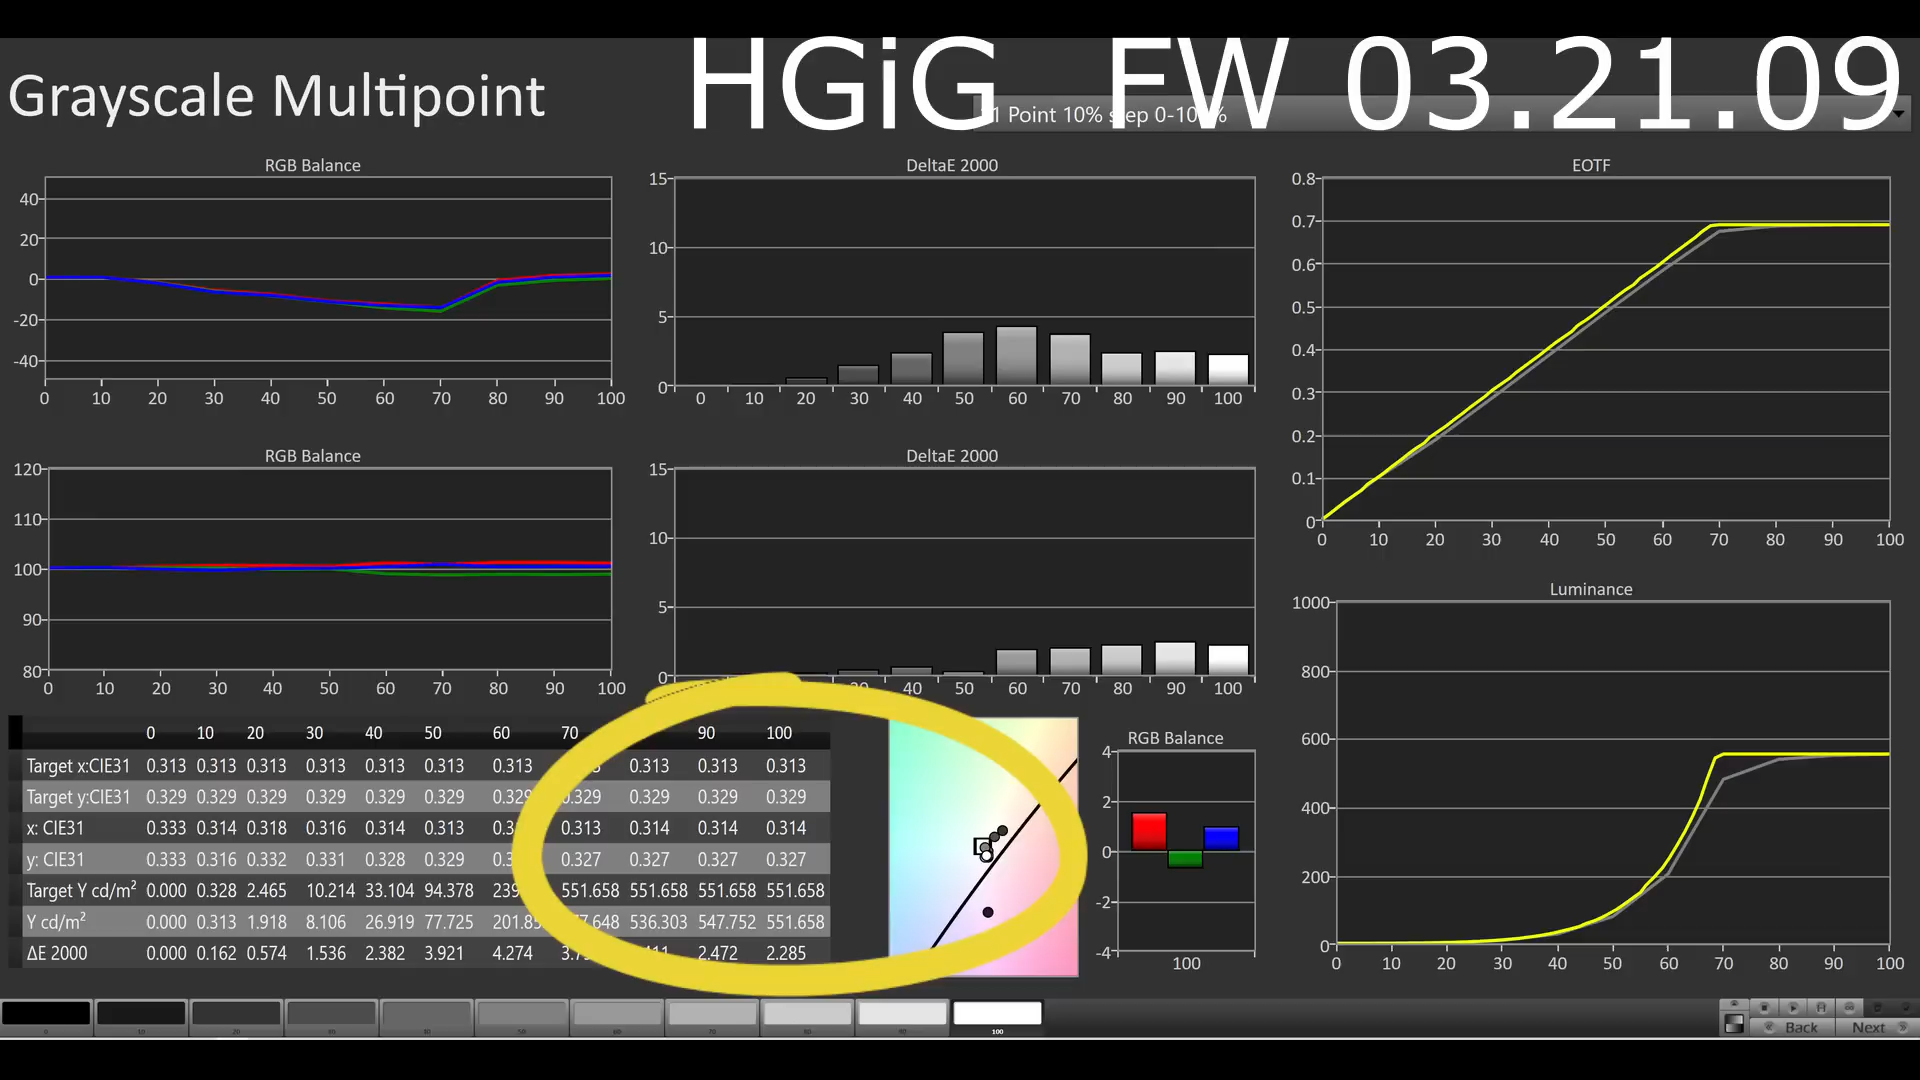 HGiG FW 03.21.09
Grayscale Multipoint
1 Point 10% step 0-10 %
RGB Balance
DeltaE 2000
EOTF
40
20
0
-20
-40
0 10 20 30 40 50 60 70 80 90 100
15
10
5
0
0 10 20 30 40 50 60 70 80 90 100
0.8
0.7
0.6
0.5
0.4
0.3
0.2
0.1
0
0 10 20 30 40 50 60 70 80 90 100
RGB Balance
DeltaE 2000
Luminance
120
110
100
90
80
0 10 20 30 40 50 60 70 80 90 100
15
10
5
0
40 50 60 70 80 90 100
1000
800
600
400
200
0
0 10 20 30 40 50 60 70 80 90 100
0 10 20 30 40 50 60 70 90 100
Target x:CIE31 0.313 0.313 0.313 0.313 0.313 0.313 0.313 0.313 0.313 0.313
Target y:CIE31 0.329 0.329 0.329 0.329 0.329 0.329 0.329 0.329 0.329 0.329 0.329
x: CIE31 0.333 0.314 0.318 0.316 0.314 0.313 0.313 0.314 0.314 0.314
y: CIE31 0.333 0.316 0.332 0.331 0.328 0.329 0.327 0.327 0.327 0.327
Target Y cd/m² 0.000 0.328 2.465 10.214 33.104 94.378 239 551.658 551.658 551.658 551.658
Y cd/m² 0.000 0.313 1.918 8.106 26.919 77.725 201.85 7.648 536.303 547.752 551.658
ΔE 2000 0.000 0.162 0.574 1.536 2.382 3.921 4.274 2.472 2.285
RGB Balance
4
2
0
-2
-4
100
0 10 20 50 60 70 100
Back Next